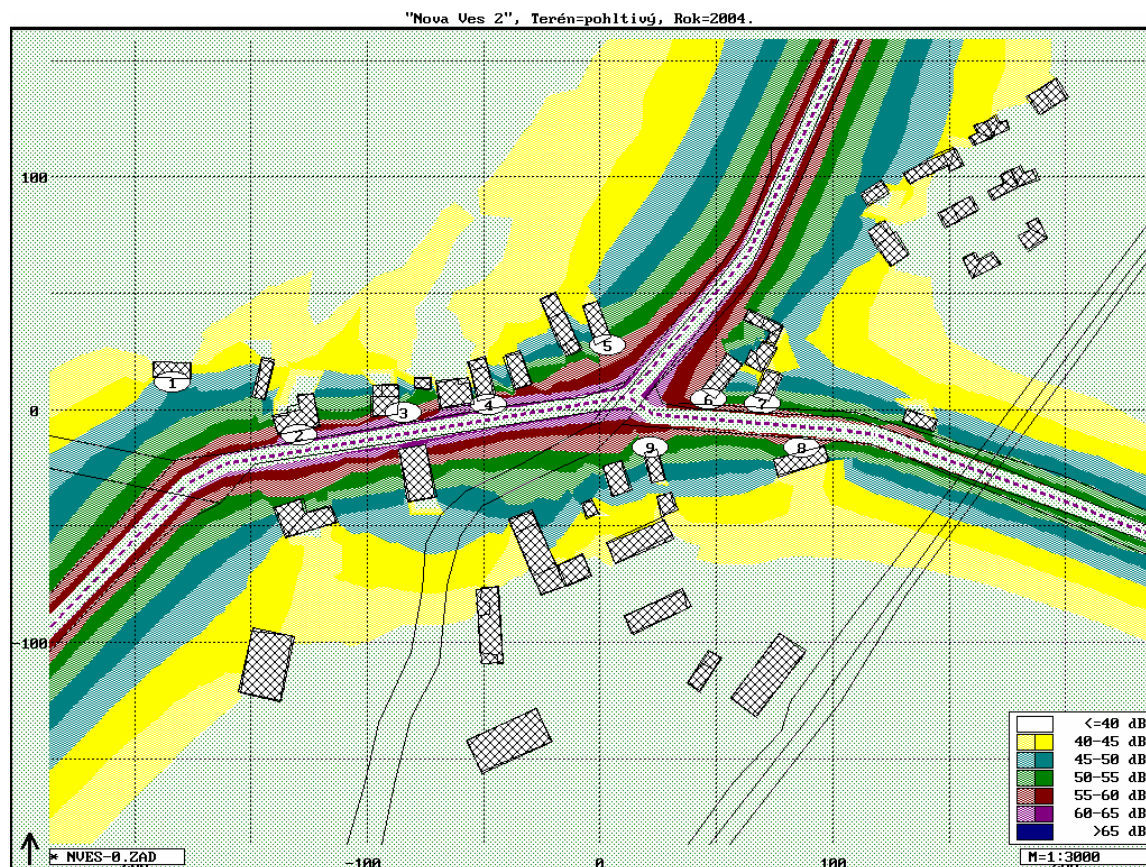 "Nova Ves 2", Terén=pohltivý, Rok=2004.
100
5
1
0
6
7
4
3
2
9
8
-100
<=40 dB
40-45 dB
45-50 dB
50-55 dB
55-60 dB
60-65 dB
>65 dB
* NVES-0.ZAD
-100
0
100
M=1:3000